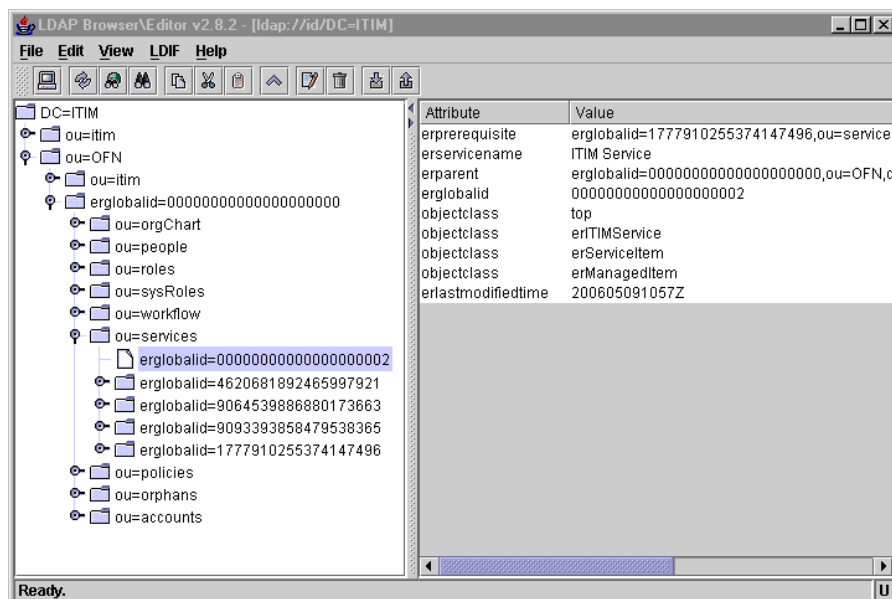 LDAP Browser\Editor v2.8.2 - [ldap://id/DC=ITIM]
File Edit View LDIF Help
DC=ITIM
ou=itim
ou=OFN
ou=itim
erglobalid=00000000000000000000
ou=orgChart
ou=people
ou=roles
ou=sysRoles
ou=workflow
ou=services
erglobalid=00000000000000000002
erglobalid=4620681892465997921
erglobalid=9064539886880173663
erglobalid=9093393858479538365
erglobalid=1777910255374147496
ou=policies
ou=orphans
ou=accounts
Attribute Value
erprerequisite erglobalid=1777910255374147496,ou=service
erservicename ITIM Service
erparent erglobalid=00000000000000000000,ou=OFN,
erglobalid 00000000000000000002
objectclass top
objectclass erITIMService
objectclass erServiceItem
objectclass erManagedItem
erlastmodifiedtime 200605091057Z
Ready.
U